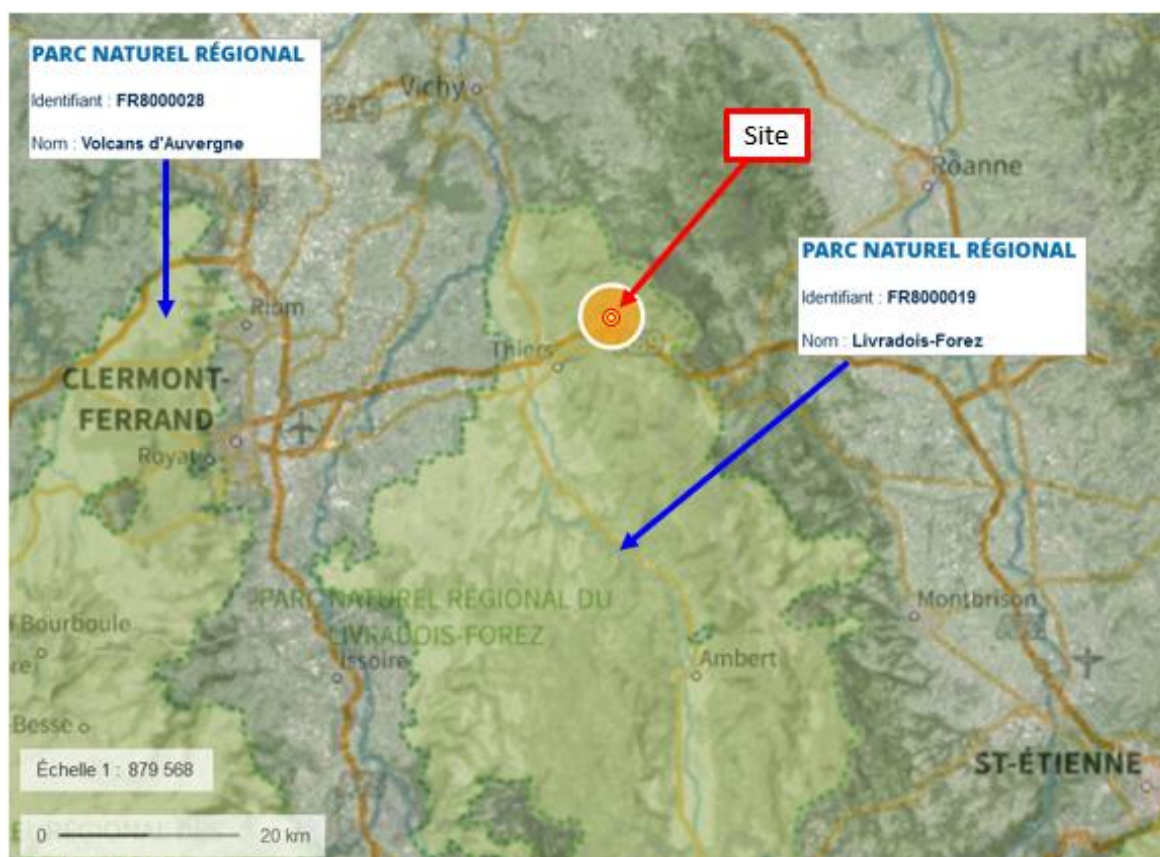 PARC NATUREL RÉGIONAL
Identifiant : FR8000028
Nom : Volcans d'Auvergne
Vichy
Site
Roanne
PARC NATUREL RÉGIONAL
Identifiant : FR8000019
Nom : Livradois-Forez
Riom
Thiers
CLERMONT-
FERRAND
Royat
PARC NATUREL RÉGIONAL DU
LIVRADOIS-FOREZ
Bourboule
Issoire
Montbrison
Ambert
Besse
Échelle 1 : 879 568
ST-ÉTIENNE
0 20 km